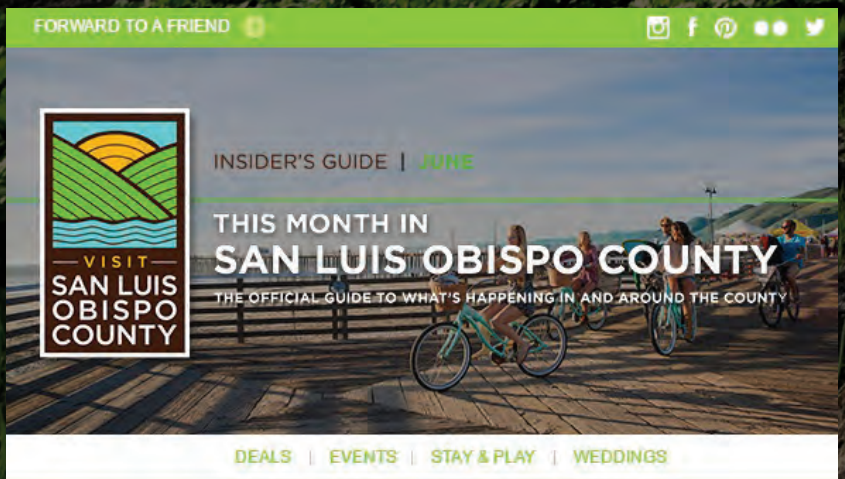 FORWARD TO A FRIEND
INSIDER'S GUIDE | JUNE
THIS MONTH IN
SAN LUIS OBISPO COUNTY
THE OFFICIAL GUIDE TO WHAT'S HAPPENING IN AND AROUND THE COUNTY
VISIT
SAN LUIS
OBISPO
COUNTY
DEALS | EVENTS | STAY & PLAY | WEDDINGS